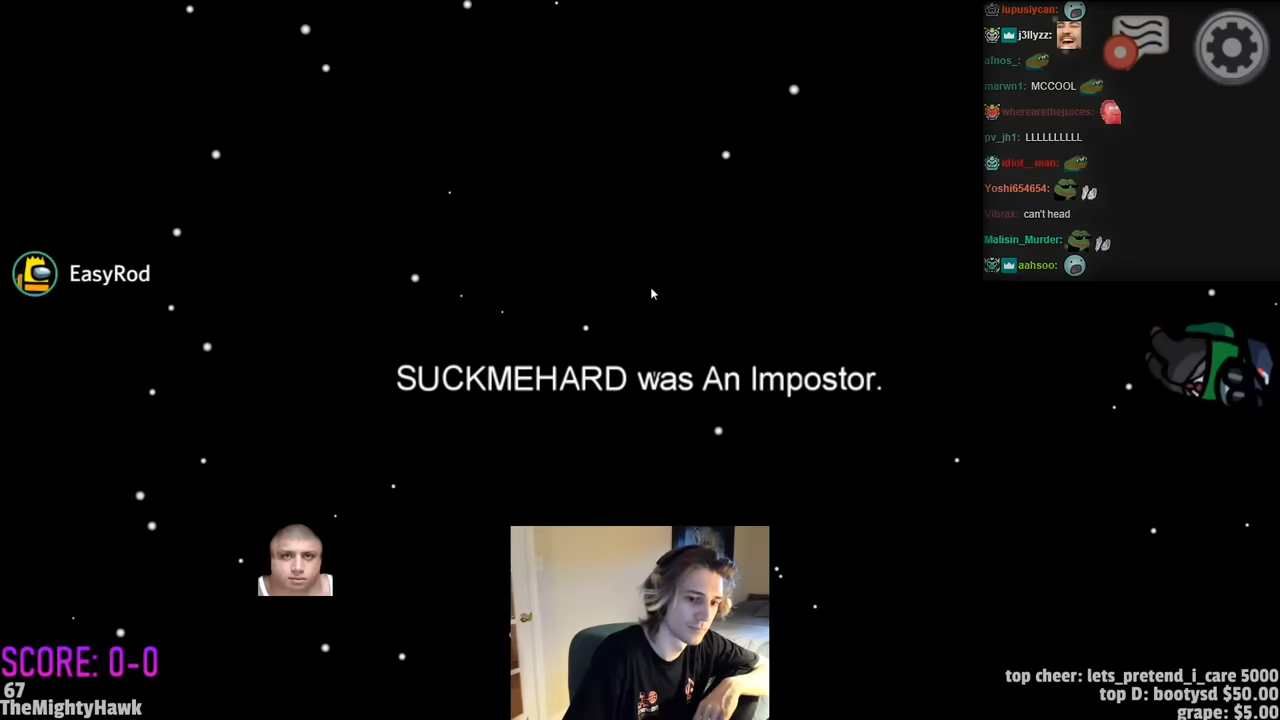 lupuslycan:
j3llyzz:
afnos_:
marwn1: MCCOOL
wherearethejuices:
pv_jh1: LLLLLLLLLL
idiot__man:
Yoshi654654:
Vibrax: can't head
Malisin_Murder:
aahsoo:
EasyRod
SUCKMEHARD was An Impostor.
SCORE: 0-0
67
TheMightyHawk
top cheer: lets_pretend_i_care 5000
top D: bootysd $50.00
grape: $5.00